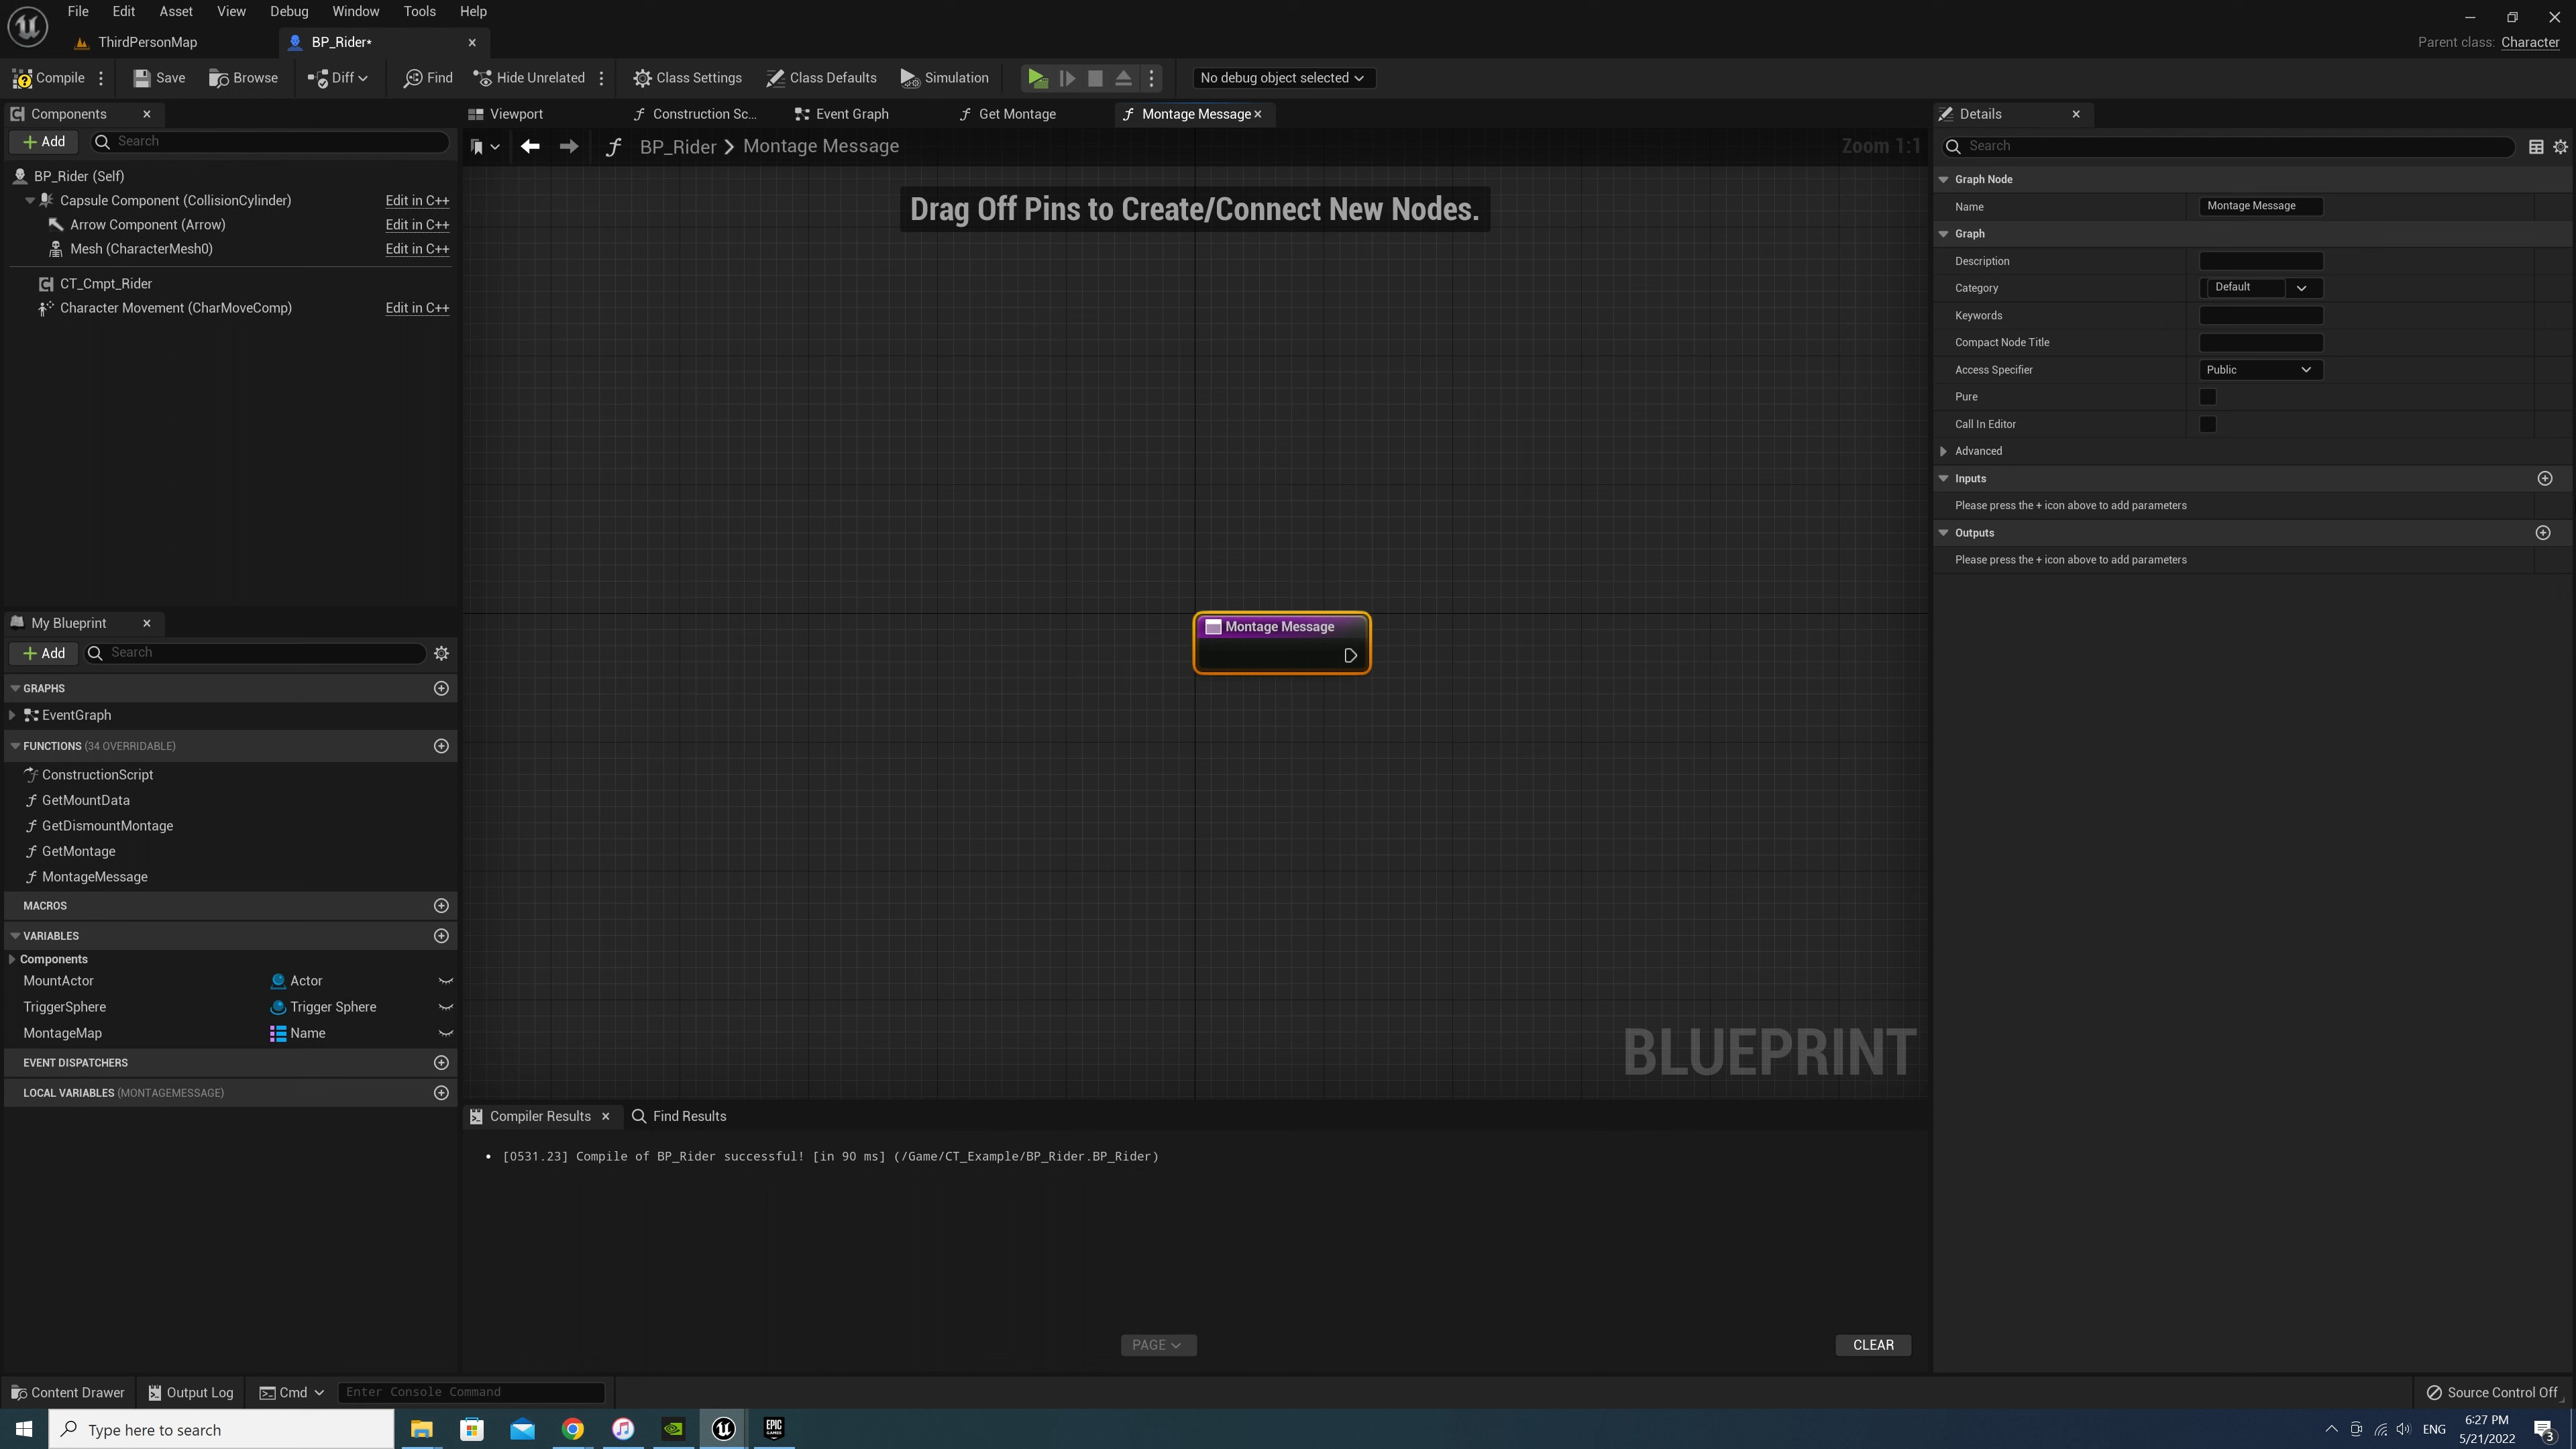 File Edit Asset View Debug Window Tools Help
ThirdPersonMap
BP_Rider*
Parent class: Character
Compile Save Browse Diff Find Hide Unrelated Class Settings Class Defaults Simulation No debug object selected
Components
Add Search
BP_Rider (Self)
Capsule Component (CollisionCylinder) Edit in C++
Arrow Component (Arrow) Edit in C++
Mesh (CharacterMesh0) Edit in C++
CT_Cmpt_Rider
Character Movement (CharMoveComp) Edit in C++
My Blueprint
Add Search
GRAPHS
EventGraph
FUNCTIONS (34 OVERRIDABLE)
ConstructionScript
GetMountData
GetDismountMontage
GetMontage
MontageMessage
MACROS
VARIABLES
Components
MountActor Actor
TriggerSphere Trigger Sphere
MontageMap Name
EVENT DISPATCHERS
LOCAL VARIABLES (MONTAGEMESSAGE)
Viewport Construction Sc... Event Graph Get Montage Montage Message
BP_Rider > Montage Message Zoom 1:1
Drag Off Pins to Create/Connect New Nodes.
Montage Message
BLUEPRINT
Compiler Results Find Results
• [0531.23] Compile of BP_Rider successful! [in 90 ms] (/Game/CT_Example/BP_Rider.BP_Rider)
PAGE CLEAR
Details
Search
Graph Node
Name Montage Message
Graph
Description
Category Default
Keywords
Compact Node Title
Access Specifier Public
Pure
Call In Editor
Advanced
Inputs
Please press the + icon above to add parameters
Outputs
Please press the + icon above to add parameters
Content Drawer Output Log Cmd Enter Console Command Source Control Off
Type here to search
EPIC GAMES
ENG
6:27 PM
5/21/2022
3